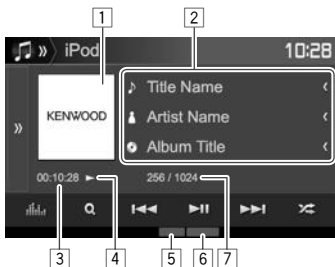 1 2
» iPod 10:28
Title Name
KENWOOD
Artist Name
Album Title
»
00:10:28 256 / 1024
3 4 5 6 7